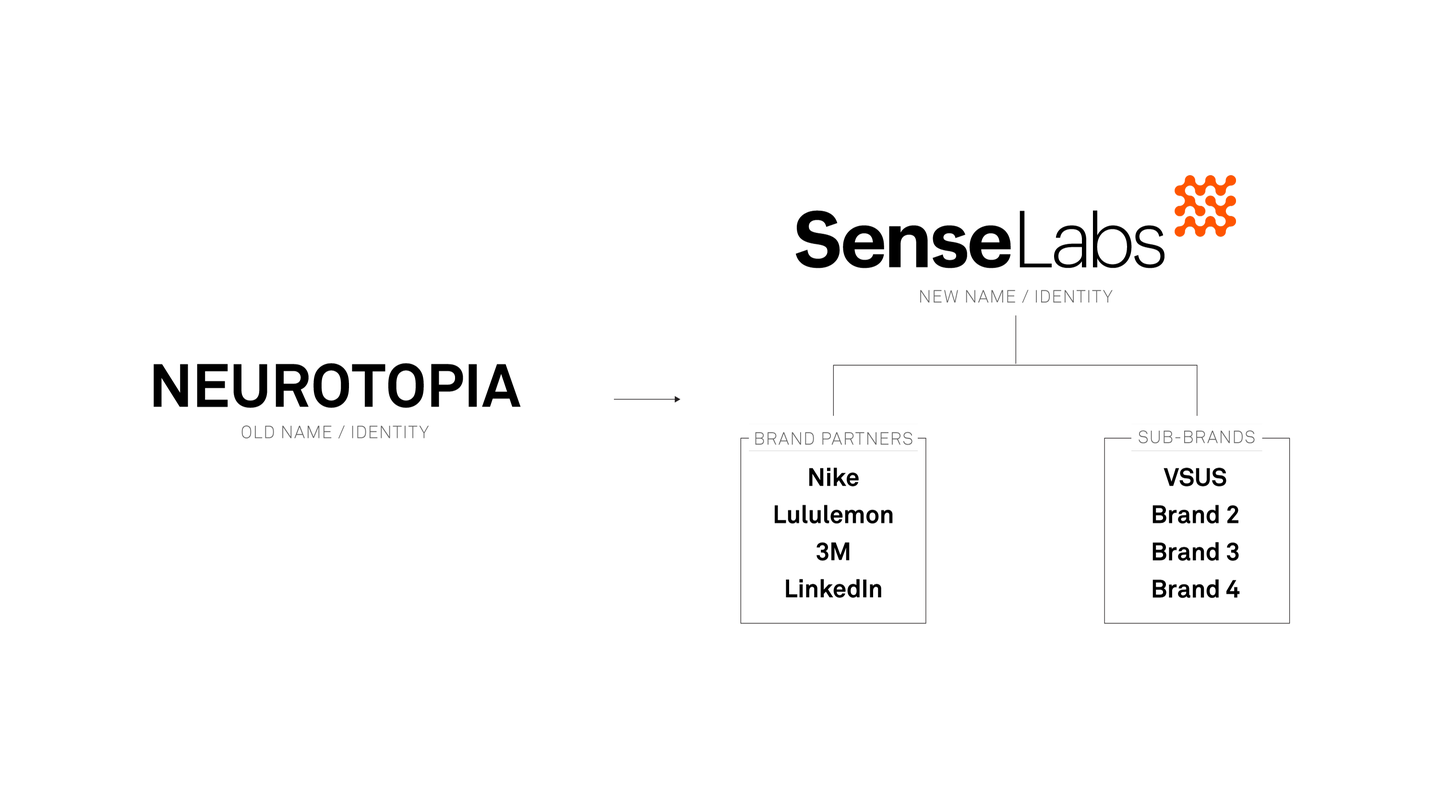 NEUROTOPIA
OLD NAME / IDENTITY
SenseLabs
NEW NAME / IDENTITY
BRAND PARTNERS
Nike
Lululemon
3M
LinkedIn
SUB-BRANDS
VSUS
Brand 2
Brand 3
Brand 4